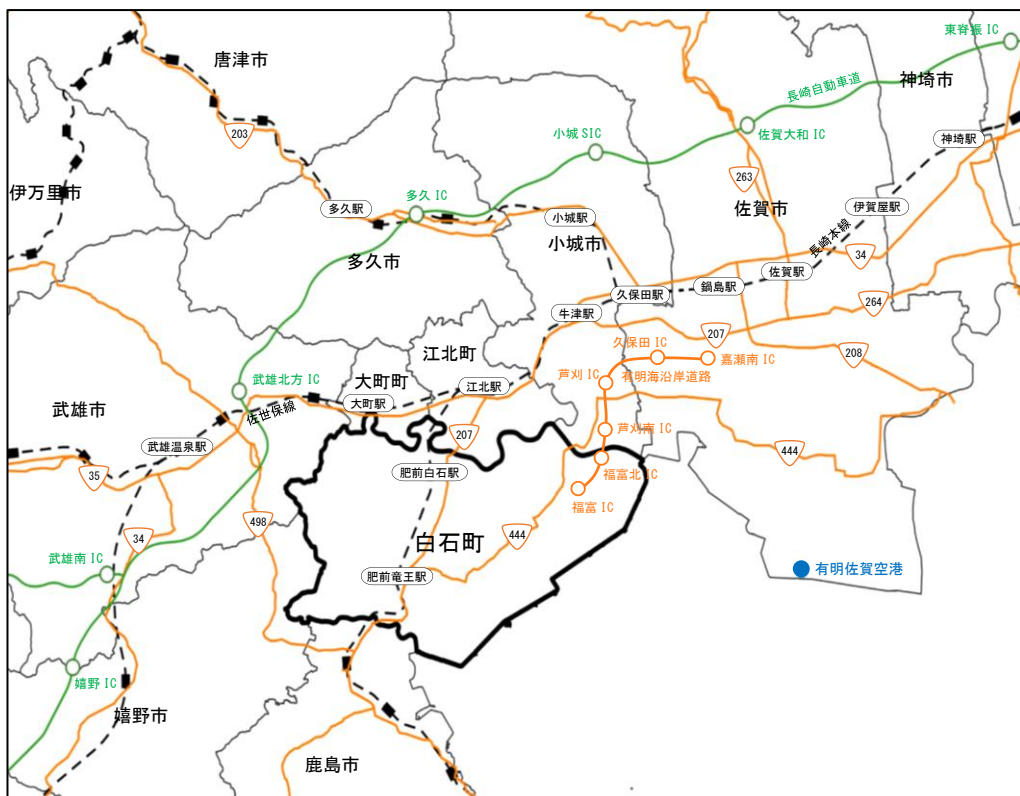 東脊振 IC
唐津市
長崎自動車道
神埼市
203
小城 SIC
佐賀大和 IC
神埼駅
263
伊万里市
多久 IC
多久駅
小城駅
佐賀市
伊賀屋駅
小城市
長崎本線
34
多久市
佐賀駅
鍋島駅
久保田駅
264
牛津駅
207
久保田 IC
嘉瀬南 IC
208
江北町
芦刈 IC
有明海沿岸道路
武雄北方 IC
大町町
江北駅
大町駅
佐世保線
武雄市
芦刈南 IC
武雄温泉駅
207
444
肥前白石駅
福富北 IC
35
福富 IC
498
444
34
白石町
武雄南 IC
肥前竜王駅
有明佐賀空港
嬉野 IC
嬉野市
鹿島市